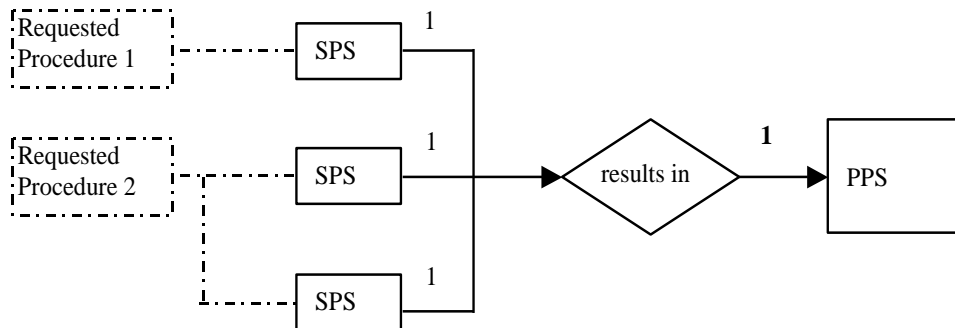 Requested
Procedure 1
SPS
1
Requested
Procedure 2
SPS
1
results in
1
PPS
SPS
1